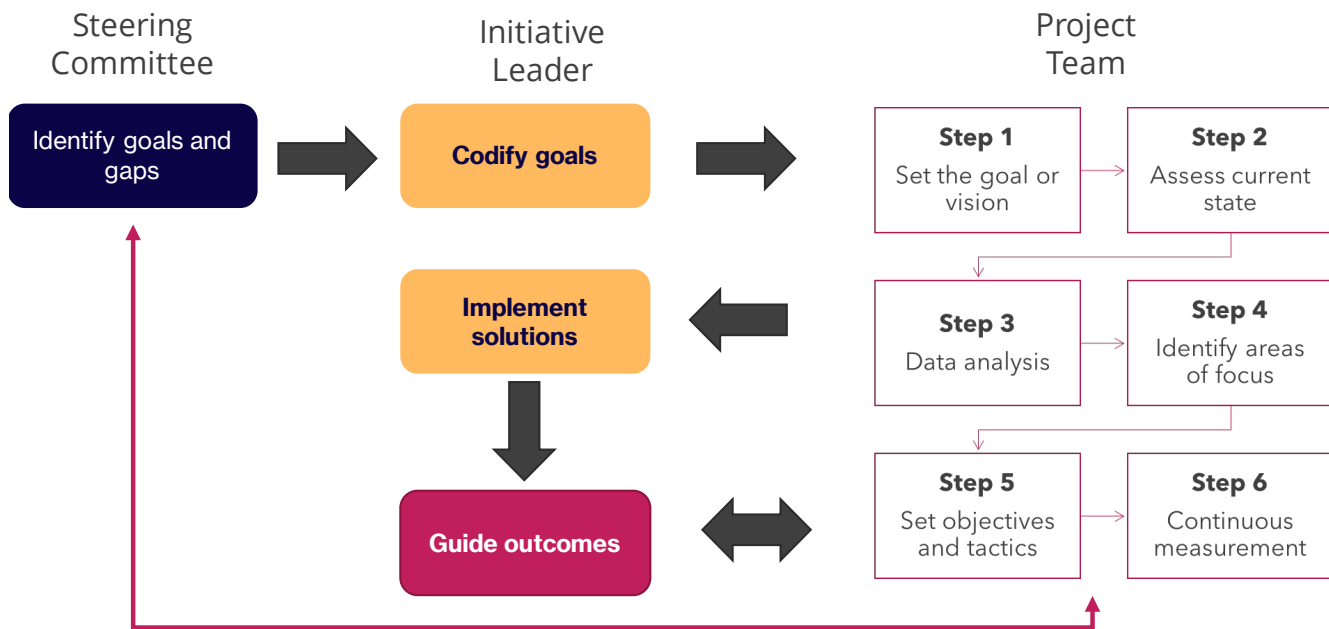 Steering
Committee
Initiative
Leader
Project
Team
Identify goals and
gaps
Codify goals
Step 1
Set the goal or
vision
Step 2
Assess current
state
Implement
solutions
Step 3
Data analysis
Step 4
Identify areas
of focus
Guide outcomes
Step 5
Set objectives
and tactics
Step 6
Continuous
measurement